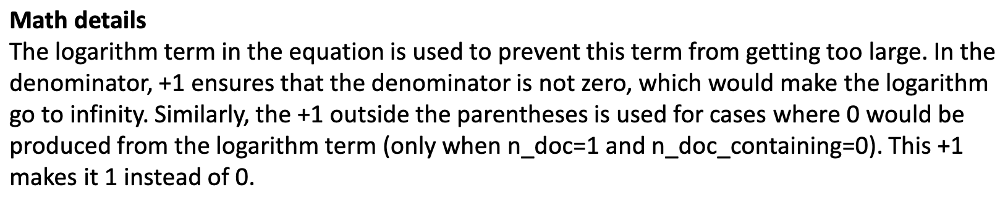 Math details
The logarithm term in the equation is used to prevent this term from getting too large. In the
denominator, +1 ensures that the denominator is not zero, which would make the logarithm
go to infinity. Similarly, the +1 outside the parentheses is used for cases where 0 would be
produced from the logarithm term (only when n_doc=1 and n_doc_containing=0). This +1
makes it 1 instead of 0.